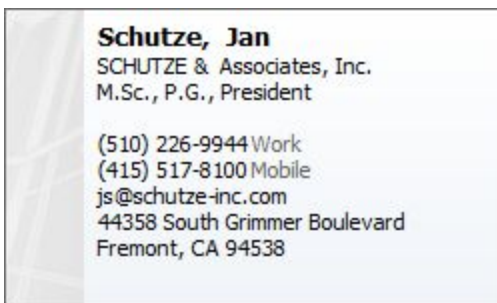 Schutze, Jan
SCHUTZE & Associates, Inc.
M.Sc., P.G., President
(510) 226-9944 Work
(415) 517-8100 Mobile
js@schutze-inc.com
44358 South Grimmer Boulevard
Fremont, CA 94538